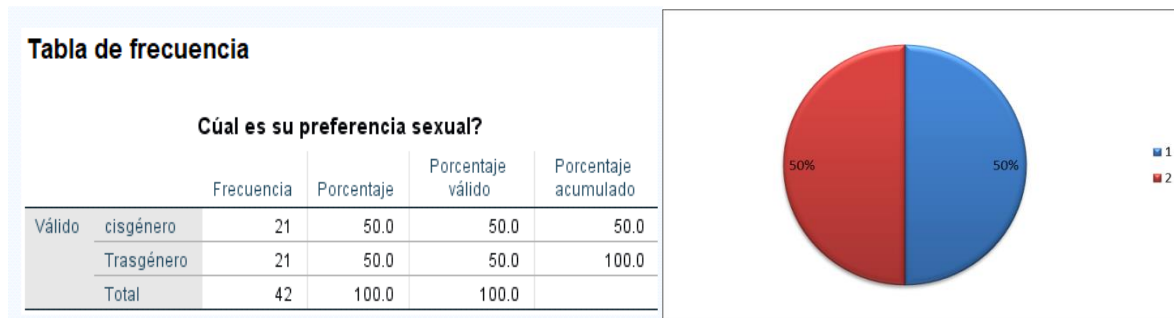 Tabla de frecuencia
Cúal es su preferencia sexual?
Frecuencia Porcentaje Porcentaje válido Porcentaje acumulado
Válido cisgénero 21 50.0 50.0 50.0
Trasgénero 21 50.0 50.0 100.0
Total 42 100.0 100.0
50% 50%
1
2